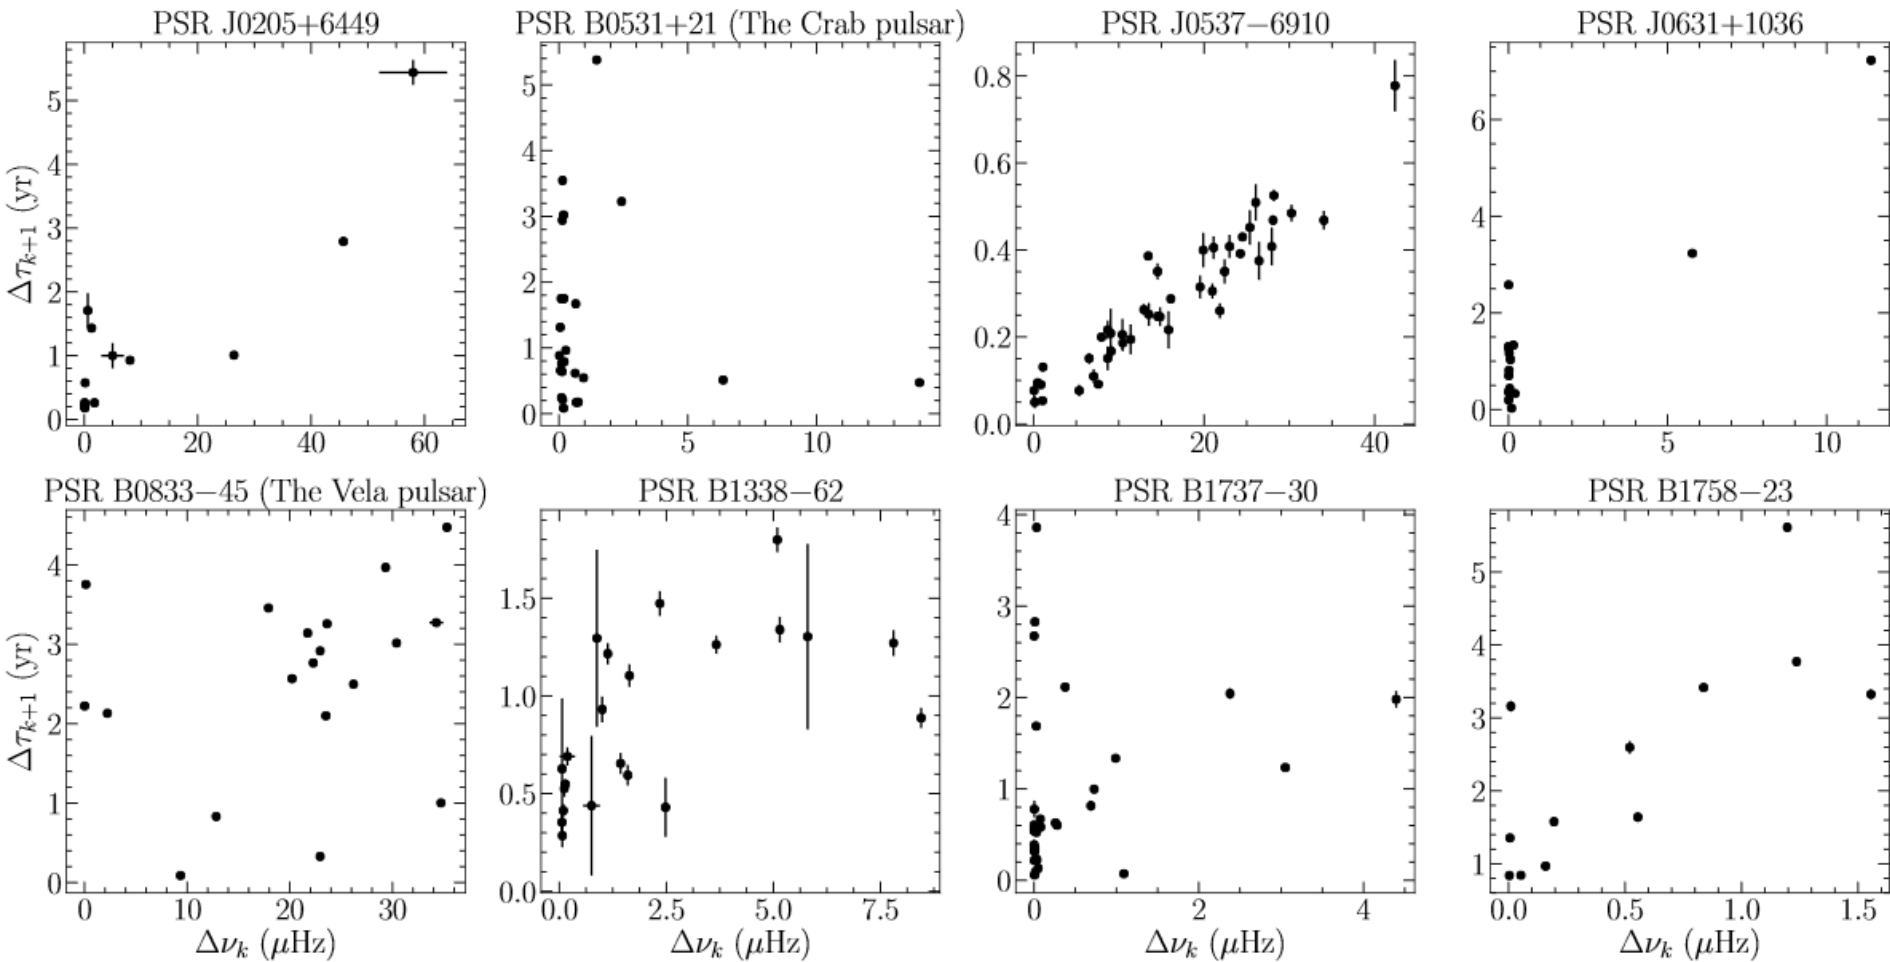 PSR J0205+6449
PSR B0531+21 (The Crab pulsar)
PSR J0537−6910
PSR J0631+1036
Δτk+1 (yr)
5
4
3
2
1
0
0 20 40 60
5
4
3
2
1
0
0 5 10
0.8
0.6
0.4
0.2
0.0
0 20 40
6
4
2
0
0 5 10
PSR B0833−45 (The Vela pulsar)
PSR B1338−62
PSR B1737−30
PSR B1758−23
Δτk+1 (yr)
4
3
2
1
0
0 10 20 30
Δνk (μHz)
1.5
1.0
0.5
0.0
0.0 2.5 5.0 7.5
Δνk (μHz)
4
3
2
1
0
0 2 4
Δνk (μHz)
5
4
3
2
1
0.0 0.5 1.0 1.5
Δνk (μHz)